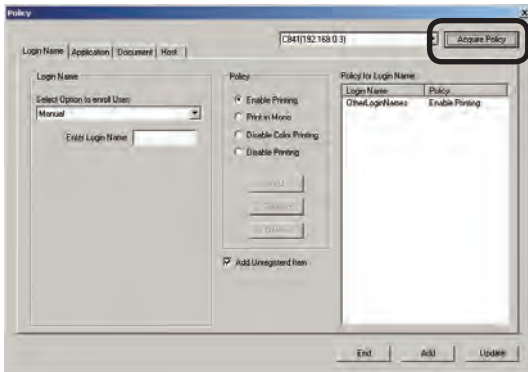 Policy
X
C841(192.168.0.3)
Acquire Policy
Login Name Application Document Host
Login Name
Select Option to enroll User:
Manual
Enter Login Name
Policy
Enable Printing
Print in Mono
Disable Color Printing
Disable Printing
Add Unregisterd Item
Policy for Login Name
Login Name Policy
OtherLoginNames Enable Printing
End Add Update